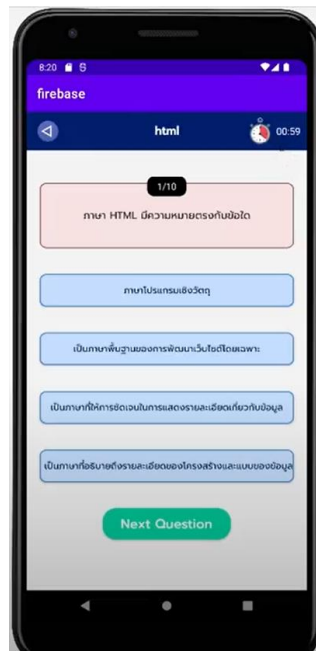 8:20
firebase
html
00:59
1/10
ภาษา HTML มีความหมายตรงกับข้อใด
ภาษาโปรแกรมเชิงวัตถุ
เป็นภาษาพื้นฐานของการพัฒนาเว็บไซต์โดยเฉพาะ
เป็นภาษาที่ให้การชัดเจนในการแสดงรายละเอียดเกี่ยวกับข้อมูล
เป็นภาษาที่อธิบายถึงรายละเอียดของโครงสร้างและแบบของข้อมูล
Next Question